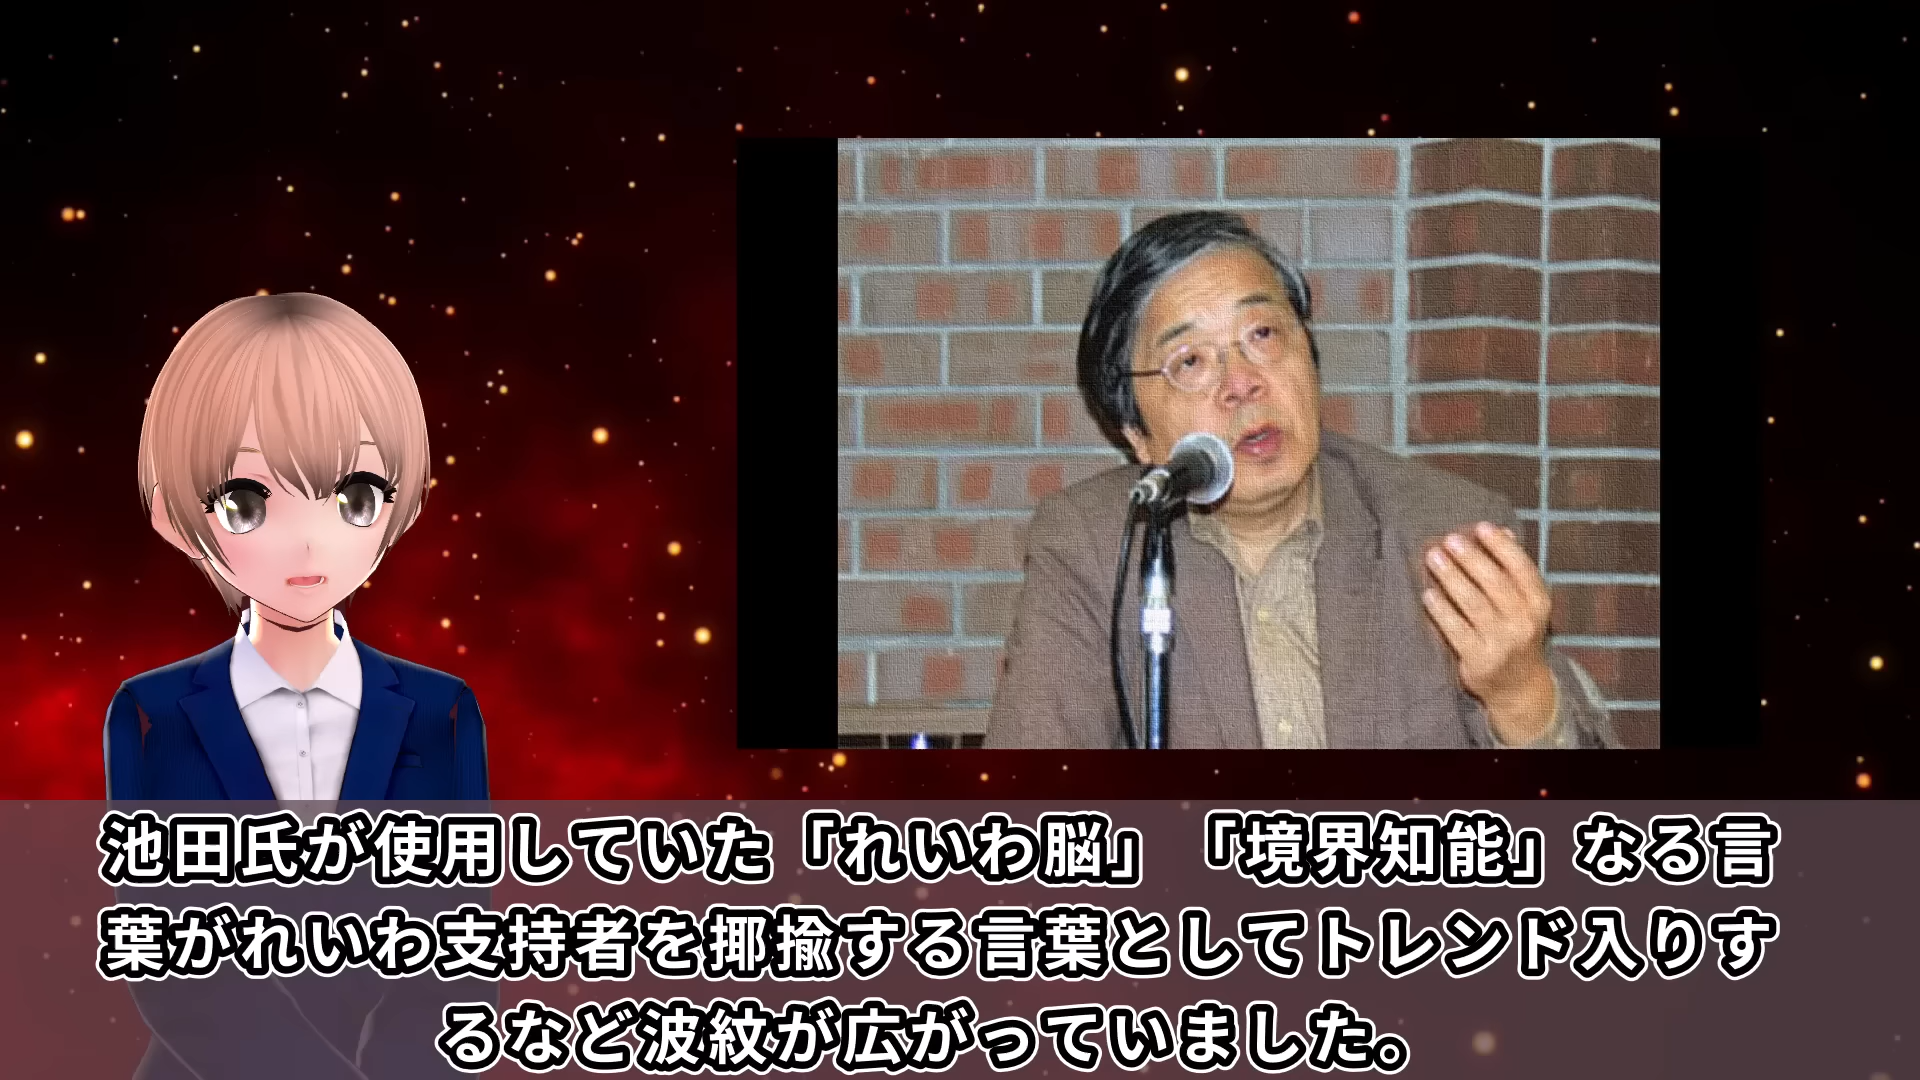 池田氏が使用していた「れいわ脳」「境界知能」なる言
葉がれいわ支持者を揶揄する言葉としてトレンド入りす
るなど波紋が広がっていました。